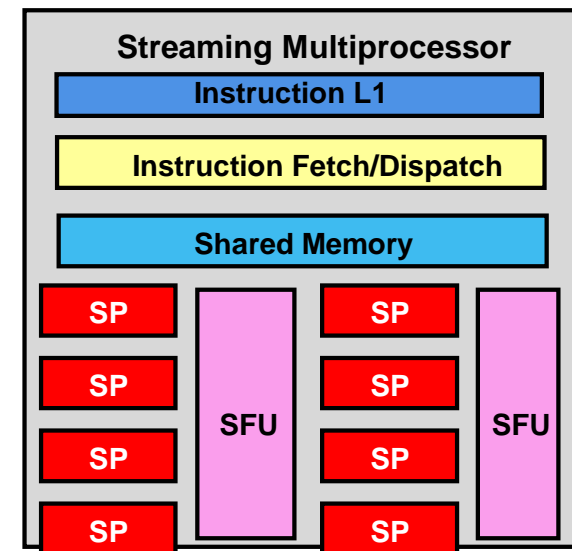 Streaming Multiprocessor
Instruction L1
Instruction Fetch/Dispatch
Shared Memory
SP
SP
SP
SP
SFU
SP
SP
SP
SP
SFU